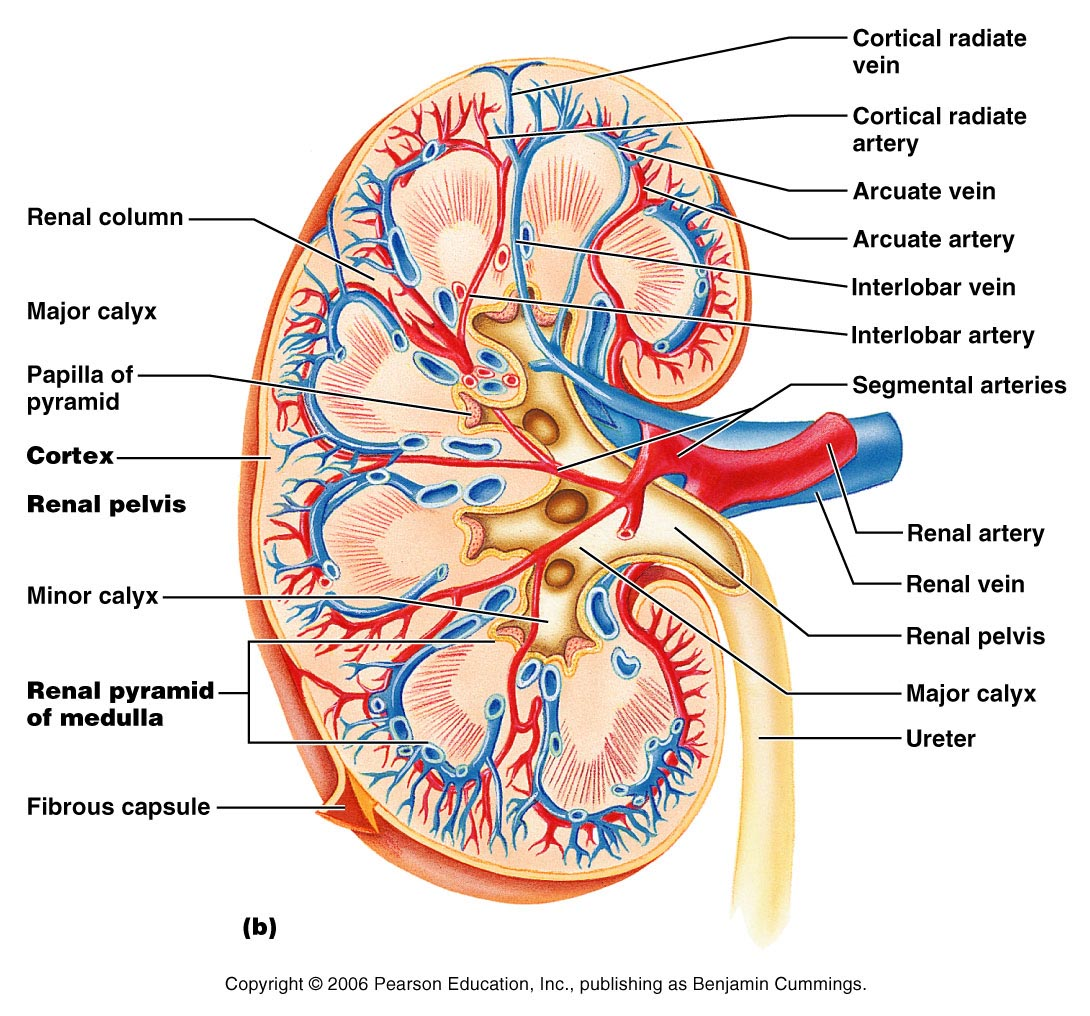 Cortical radiate
vein
Cortical radiate
artery
Arcuate vein
Arcuate artery
Interlobar vein
Interlobar artery
Segmental arteries
Renal artery
Renal vein
Renal pelvis
Major calyx
Ureter
Renal column
Major calyx
Papilla of
pyramid
Cortex
Renal pelvis
Minor calyx
Renal pyramid
of medulla
Fibrous capsule
(b)
Copyright © 2006 Pearson Education, Inc., publishing as Benjamin Cummings.